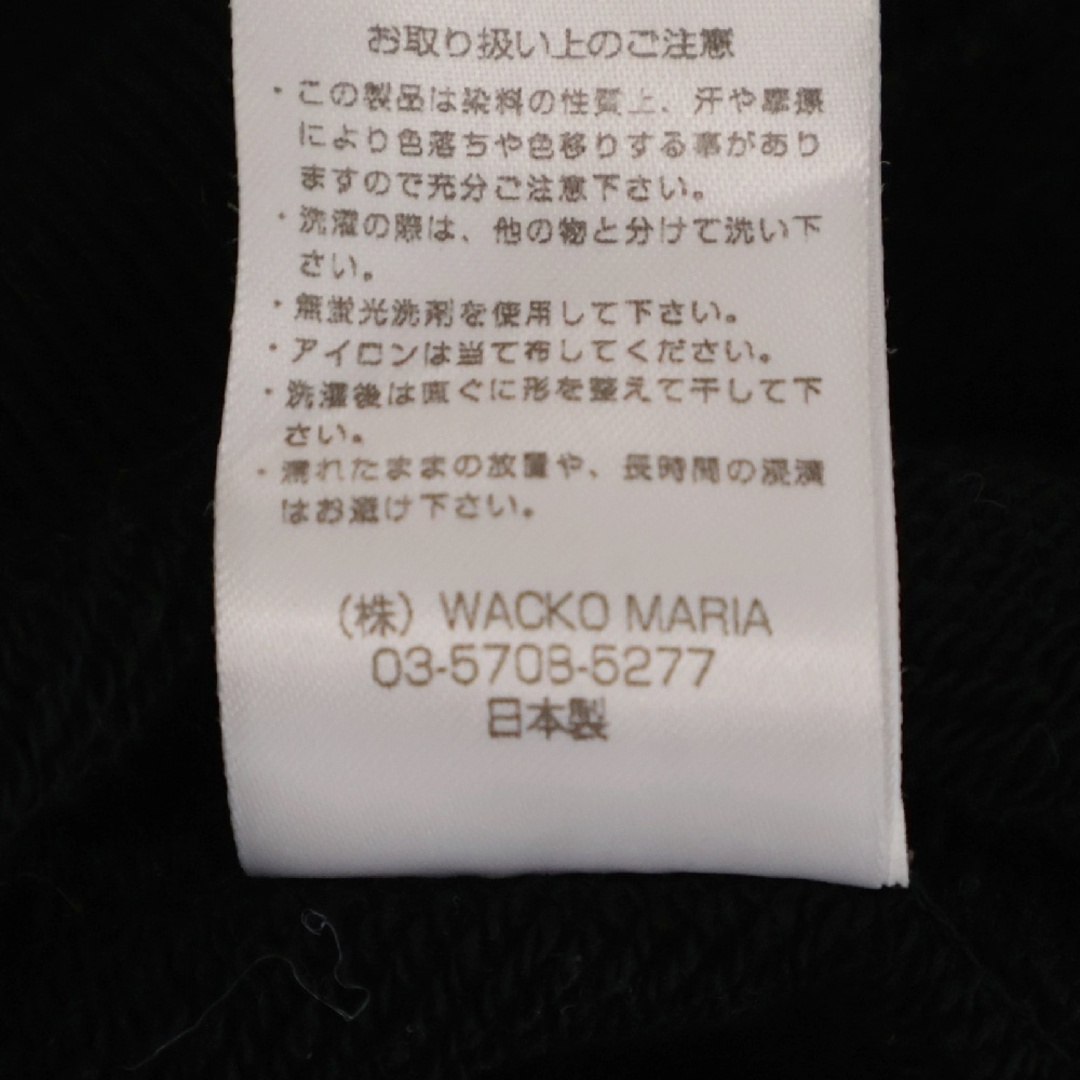 お取り扱い上のご注意
・この製品は染料の性質上、汗や摩擦
により色落ちや色移りする事があり
ますので充分ご注意下さい。
・洗濯の際は、他の物と分けて洗い下
さい。
・無蛍光洗剤を使用して下さい。
・アイロンは当て布してください。
・洗濯後は直ぐに形を整えて干して下
さい。
・濡れたままの放置や、長時間の浸漬
はお避け下さい。
(株) WACKO MARIA
03-5708-5277
日本製